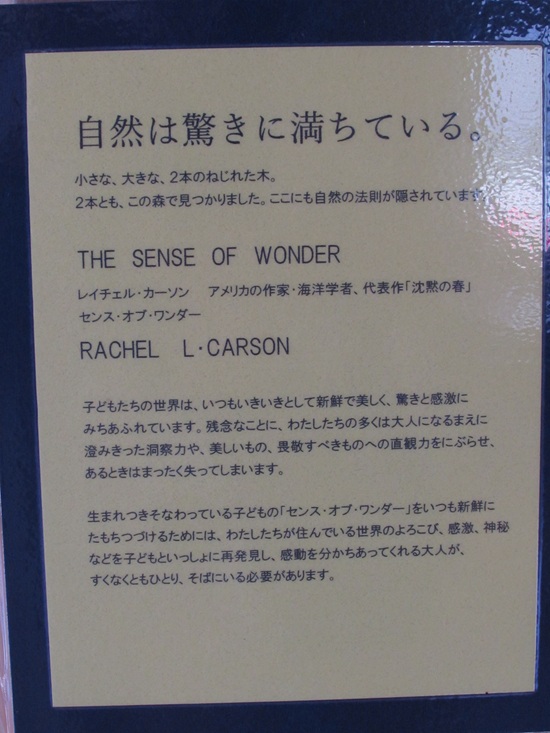 自然は驚きに満ちている。
小さな、大きな、2本のねじれた木。
2本とも、この森で見つかりました。ここにも自然の法則が隠されています。
THE SENSE OF WONDER
レイチェル・カーソン　アメリカの作家・海洋学者、代表作「沈黙の春」
センス・オブ・ワンダー
RACHEL L・CARSON
子どもたちの世界は、いつもいきいきとして新鮮で美しく、驚きと感激に
みちあふれています。残念なことに、わたしたちの多くは大人になるまえに
澄みきった洞察力や、美しいもの、畏敬すべきものへの直観力をにぶらせ、
あるときはまったく失ってしまいます。
生まれつきそなわっている子どもの「センス・オブ・ワンダー」をいつも新鮮に
たもちつづけるためには、わたしたちが住んでいる世界のよろこび、感激、神秘
などを子どもといっしょに再発見し、感動を分かちあってくれる大人が、
すくなくともひとり、そばにいる必要があります。